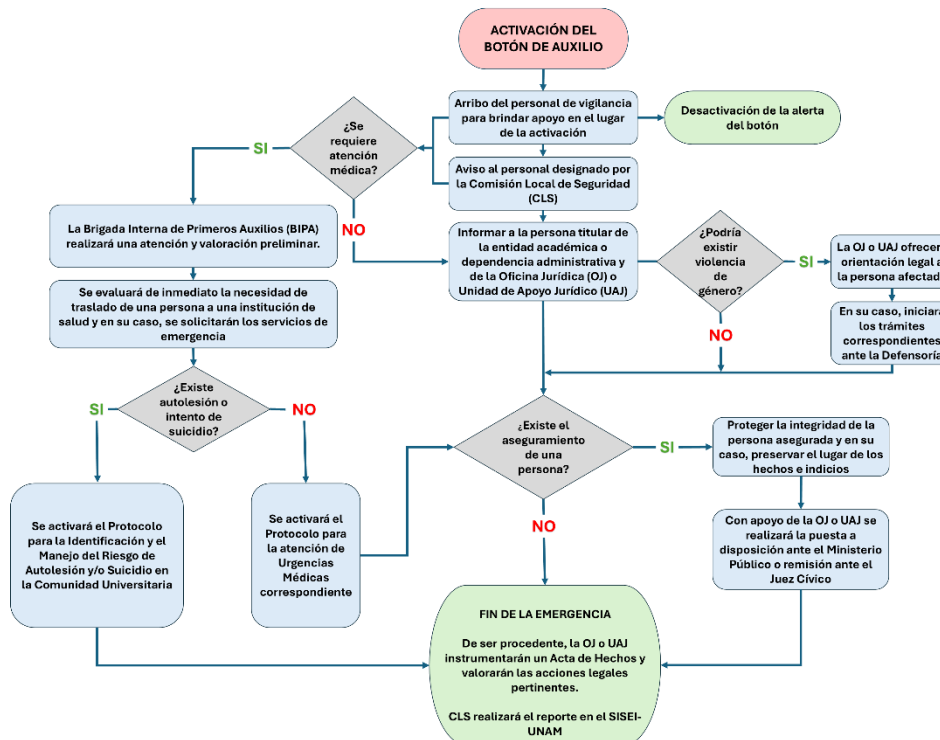 ACTIVACIÓN DEL
BOTÓN DE AUXILIO
Arribo del personal de vigilancia
para brindar apoyo en el lugar
de la activación
Desactivación de la alerta
del botón
¿Se
requiere
atención
médica?
SI
NO
Aviso al personal designado por
la Comisión Local de Seguridad
(CLS)
La Brigada Interna de Primeros Auxilios (BIPA)
realizará una atención y valoración preliminar.
Informar a la persona titular de
la entidad académica o
dependencia administrativa y
de la Oficina Jurídica (OJ) o
Unidad de Apoyo Jurídico (UAJ)
¿Podría
existir
violencia
de
género?
SI
NO
La OJ o UAJ ofrecer
orientación legal a
la persona afectad
En su caso, iniciara
los trámites
correspondientes
ante la Defensoría
Se evaluará de inmediato la necesidad de
traslado de una persona a una institución de
salud y en su caso, se solicitarán los servicios de
emergencia
¿Existe
autolesión o
intento de
suicidio?
SI
NO
¿Existe el
aseguramiento
de una
persona?
SI
NO
Proteger la integridad de la
persona asegurada y en su caso,
preservar el lugar de los
hechos e indicios
Se activará el Protocolo
para la Identificación y el
Manejo del Riesgo de
Autolesión y/o Suicidio en
la Comunidad Universitaria
Se activará el
Protocolo para
la atención de
Urgencias
Médicas
correspondiente
Con apoyo de la OJ o UAJ se
realizará la puesta a
disposición ante el Ministerio
Público o remisión ante el
Juez Cívico
FIN DE LA EMERGENCIA
De ser procedente, la OJ o UAJ
instrumentarán un Acta de Hechos y
valorarán las acciones legales
pertinentes.
CLS realizará el reporte en el SISEI-
UNAM